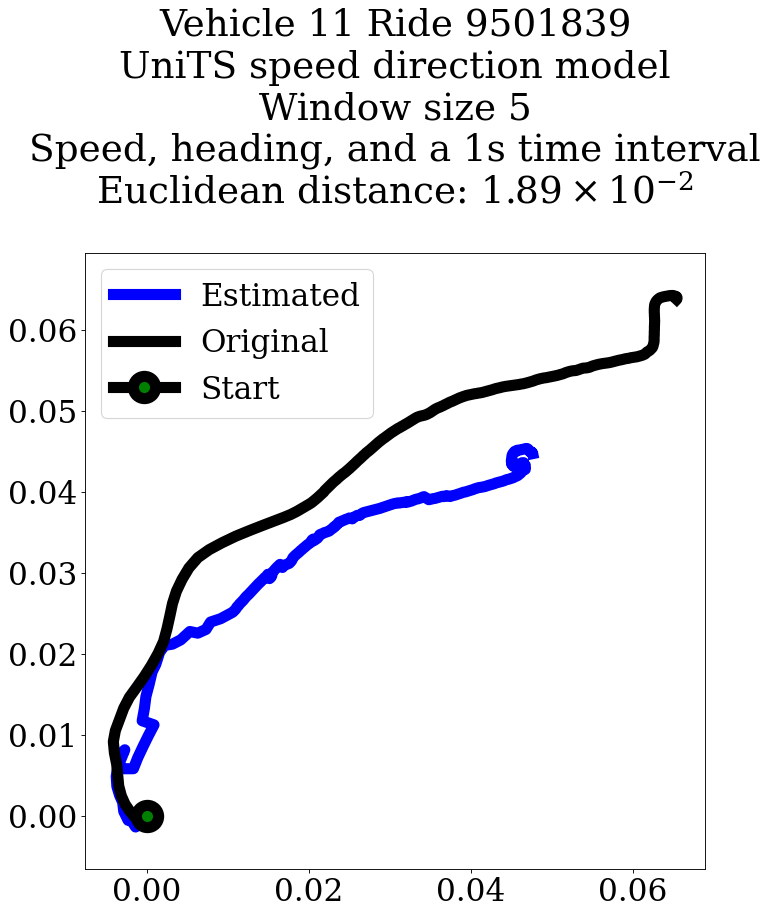 Vehicle 11 Ride 9501839
UniTS speed direction model
Window size 5
Speed, heading, and a 1s time interval
Euclidean distance: 1.89 × 10⁻²
Estimated
Original
Start
0.06
0.05
0.04
0.03
0.02
0.01
0.00
0.00 0.02 0.04 0.06